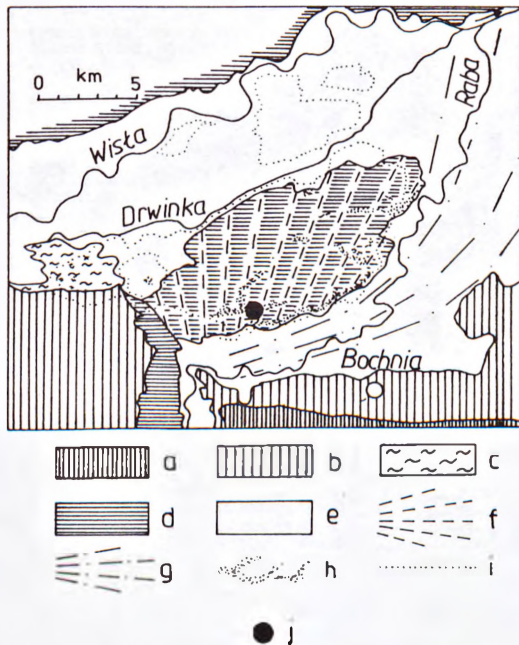 0 km 5
Wisła
Raba
Drwinka
Bochnia
a b c
d e f
g h i
j